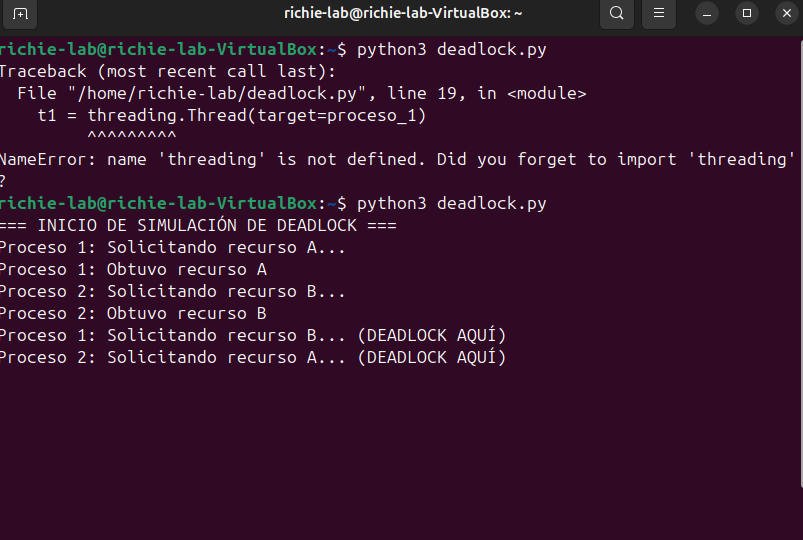 richie-lab@richie-lab-VirtualBox: ~
richie-lab@richie-lab-VirtualBox:~$ python3 deadlock.py
Traceback (most recent call last):
  File "/home/richie-lab/deadlock.py", line 19, in <module>
    t1 = threading.Thread(target=proceso_1)
         ^^^^^^^^^
NameError: name 'threading' is not defined. Did you forget to import 'threading'
?
richie-lab@richie-lab-VirtualBox:~$ python3 deadlock.py
=== INICIO DE SIMULACIÓN DE DEADLOCK ===
Proceso 1: Solicitando recurso A...
Proceso 1: Obtuvo recurso A
Proceso 2: Solicitando recurso B...
Proceso 2: Obtuvo recurso B
Proceso 1: Solicitando recurso B... (DEADLOCK AQUÍ)
Proceso 2: Solicitando recurso A... (DEADLOCK AQUÍ)